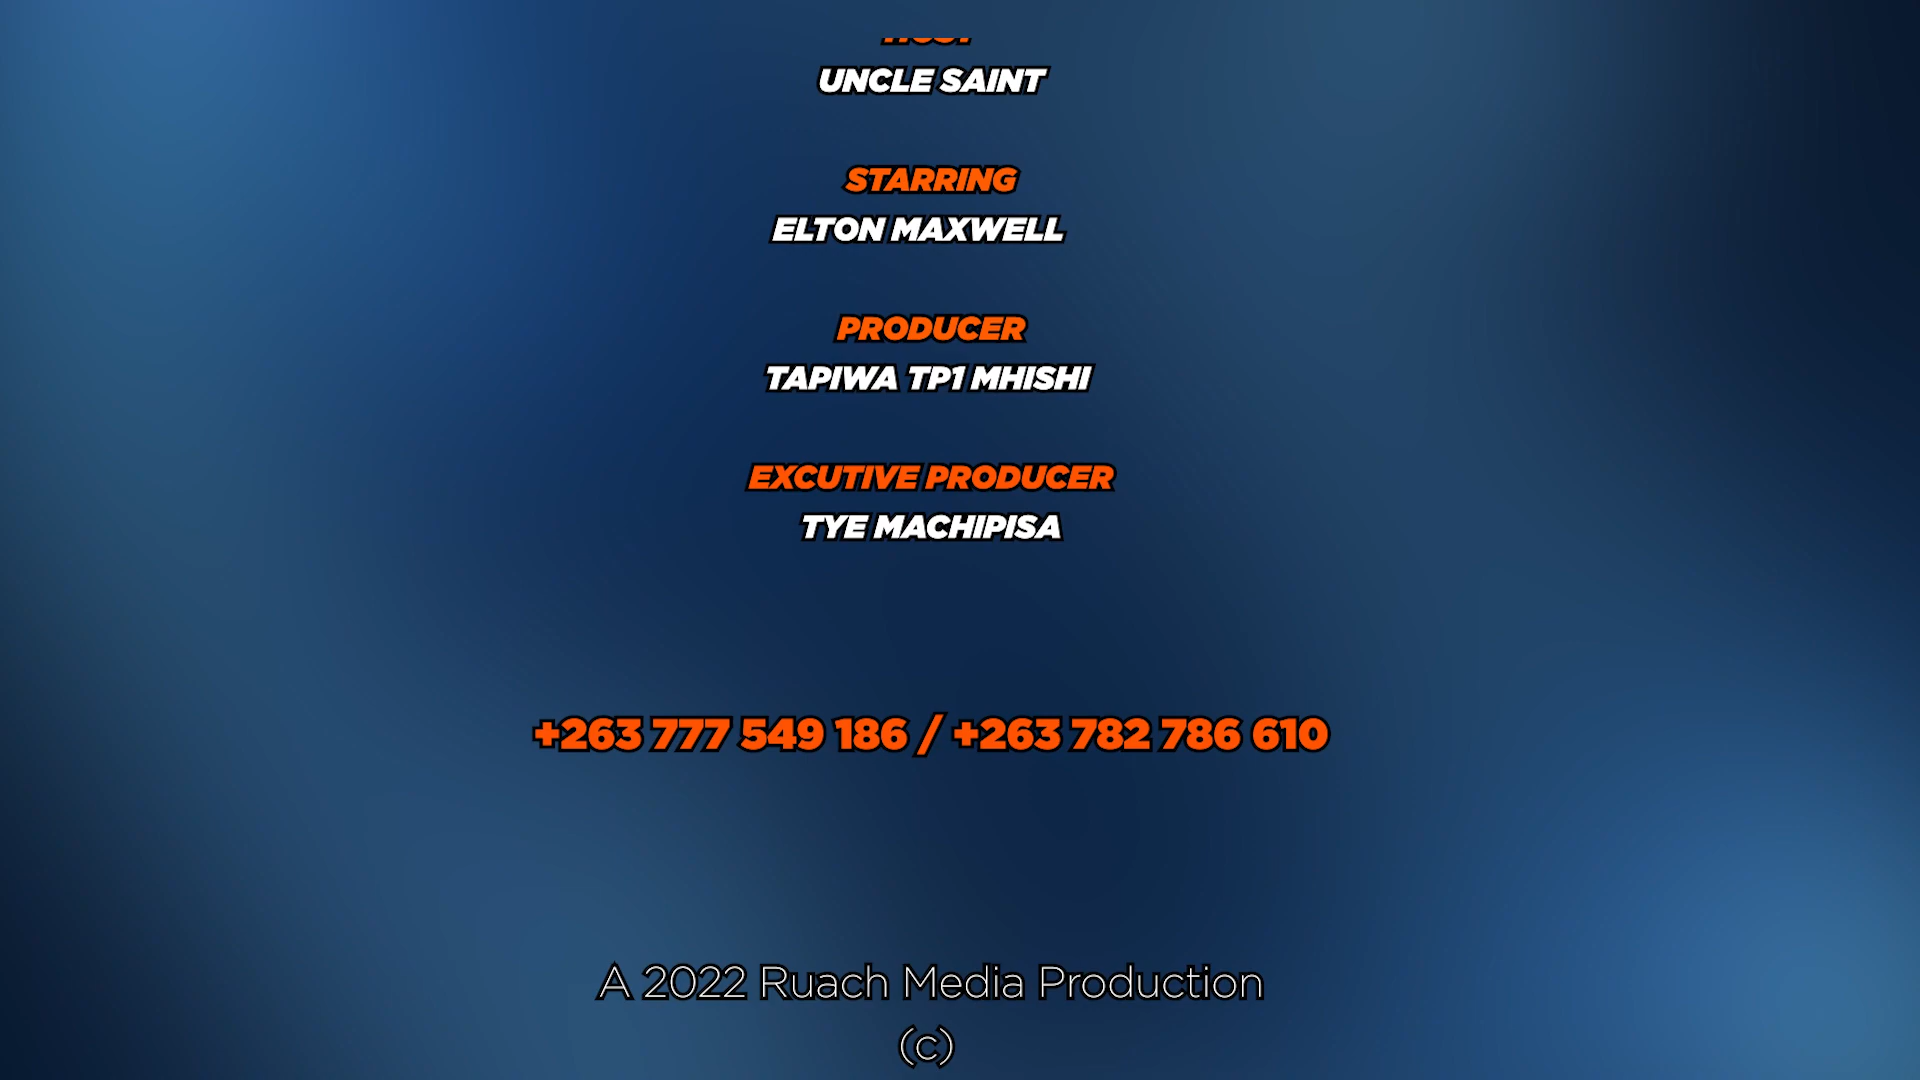 HOST
UNCLE SAINT
STARRING
ELTON MAXWELL
PRODUCER
TAPIWA TP1 MHISHI
EXCUTIVE PRODUCER
TYE MACHIPISA
+263 777 549 186 / +263 782 786 610
A 2022 Ruach Media Production
(c)